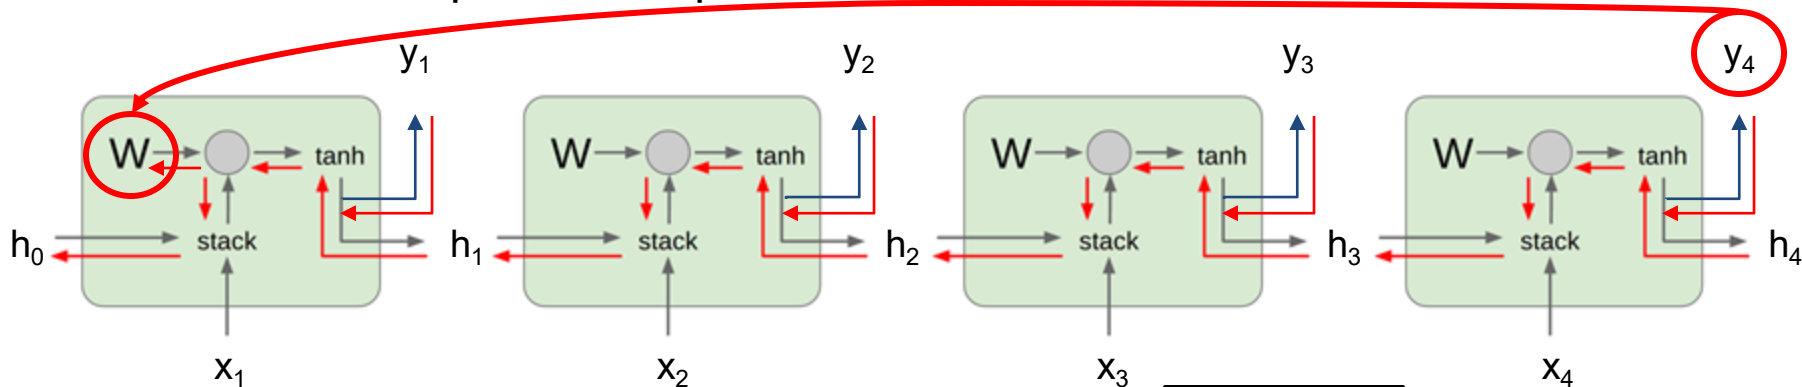 y₁ y₂ y₃ y₄
W tanh W tanh W tanh W tanh
h₀ stack h₁ stack h₂ stack h₃ stack h₄
x₁ x₂ x₃ x₄